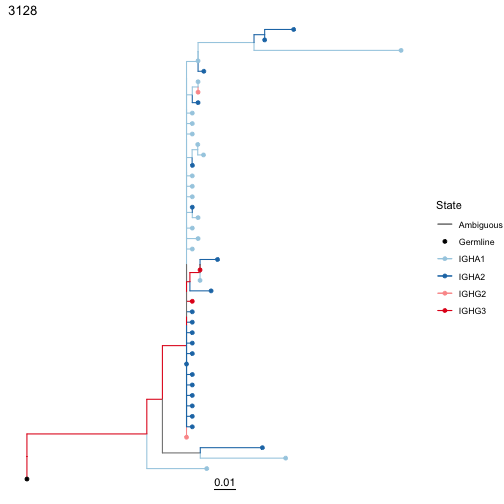 3128
State
Ambiguous
Germline
IGHA1
IGHA2
IGHG2
IGHG3
0.01